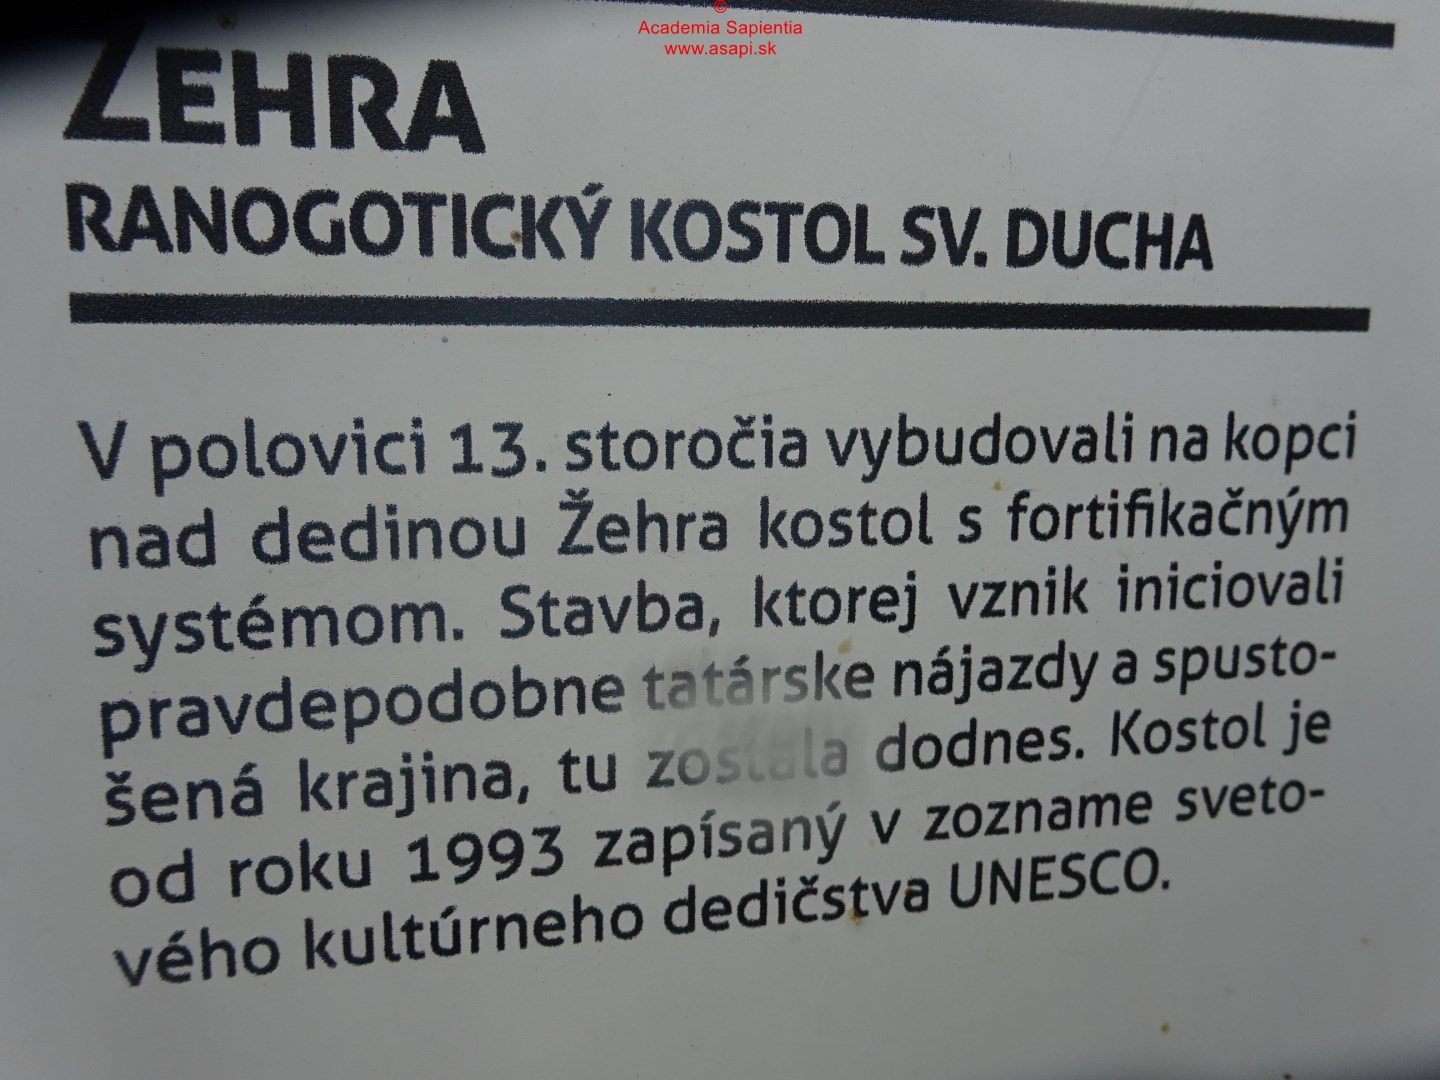 ©
Academia Sapientia
www.asapi.sk
ŽEHRA
RANOGOTICKÝ KOSTOL SV. DUCHA
V polovici 13. storočia vybudovali na kopci
nad dedinou Žehra kostol s fortifikačným
systémom. Stavba, ktorej vznik iniciovali
pravdepodobne tatárske nájazdy a spusto-
šená krajina, tu zostala dodnes. Kostol je
od roku 1993 zapísaný v zozname sveto-
vého kultúrneho dedičstva UNESCO.